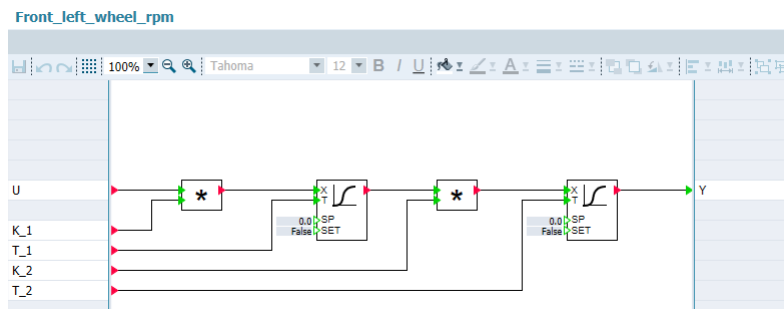 Front_left_wheel_rpm
100% Tahoma 12 B I U A
U * X T * X T Y
0.0 SP 0.0 SP
False SET False SET
K_1
T_1
K_2
T_2